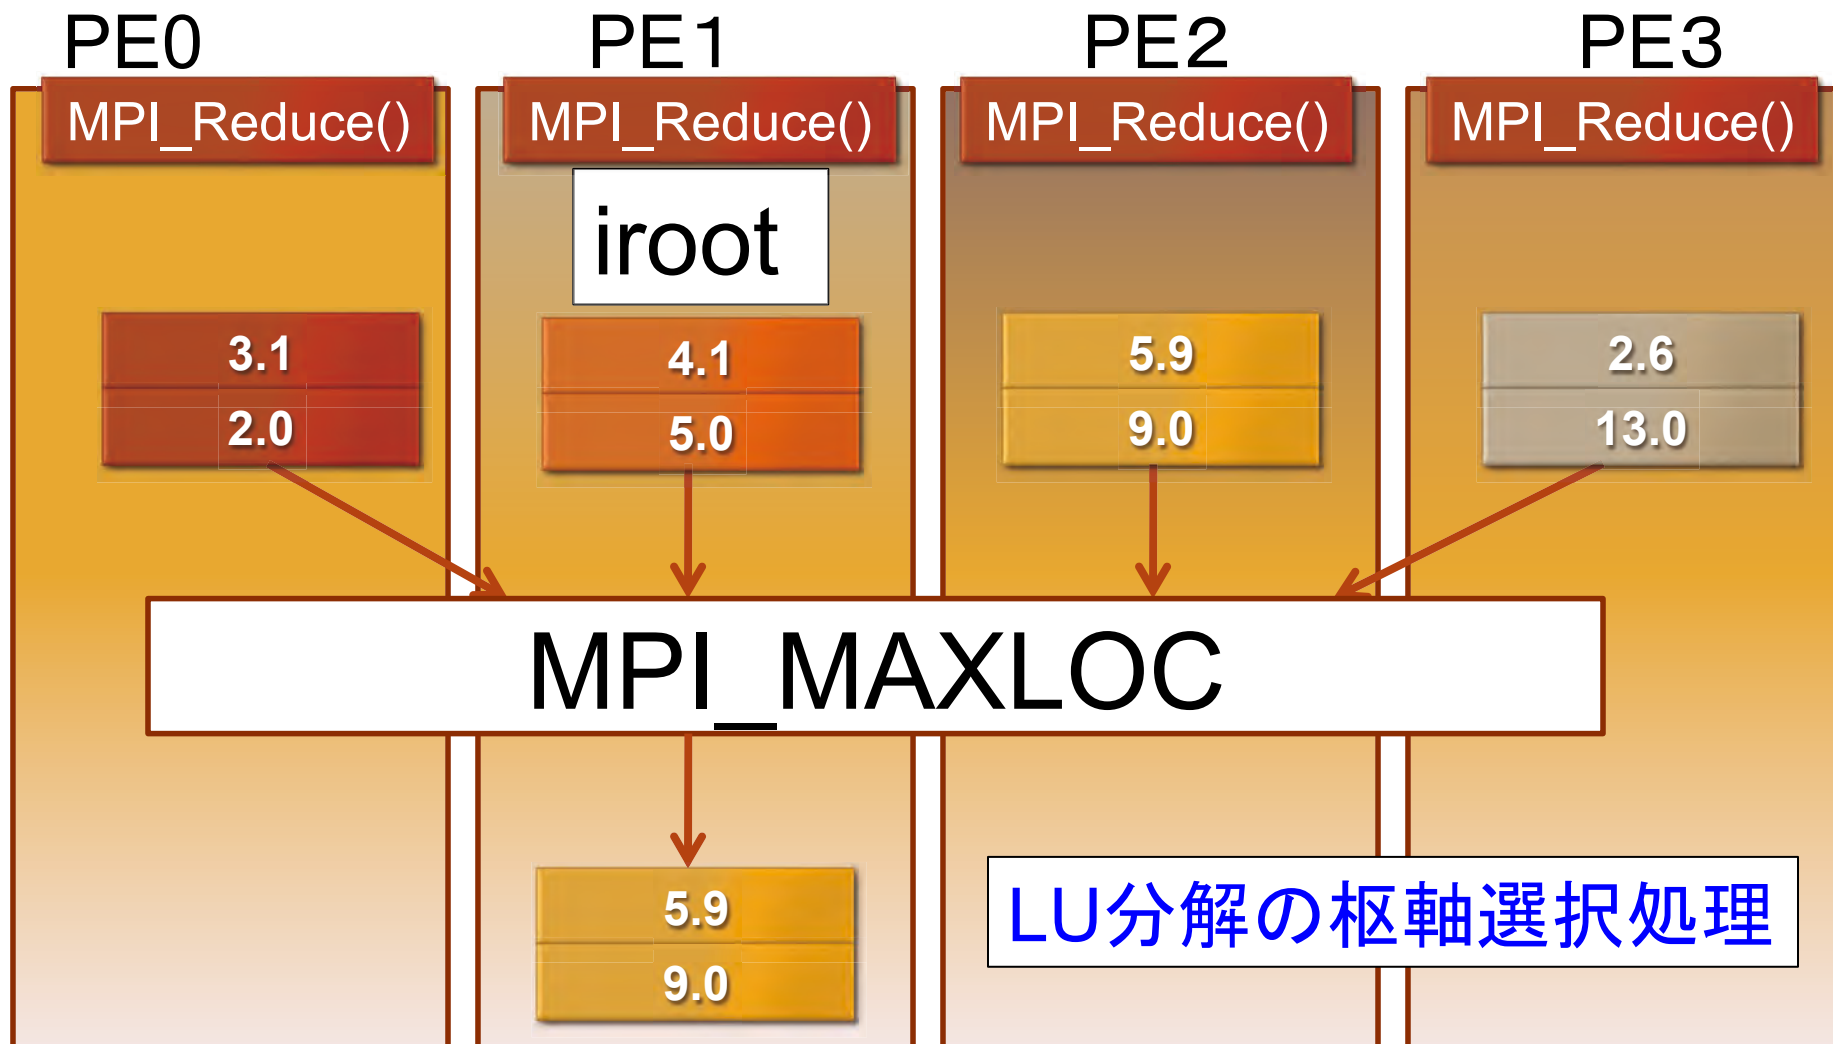 PE0
PE1
PE2
PE3
MPI_Reduce()
MPI_Reduce()
MPI_Reduce()
MPI_Reduce()
iroot
3.1
2.0
4.1
5.0
5.9
9.0
2.6
13.0
MPI_MAXLOC
5.9
9.0
LU分解の枢軸選択処理